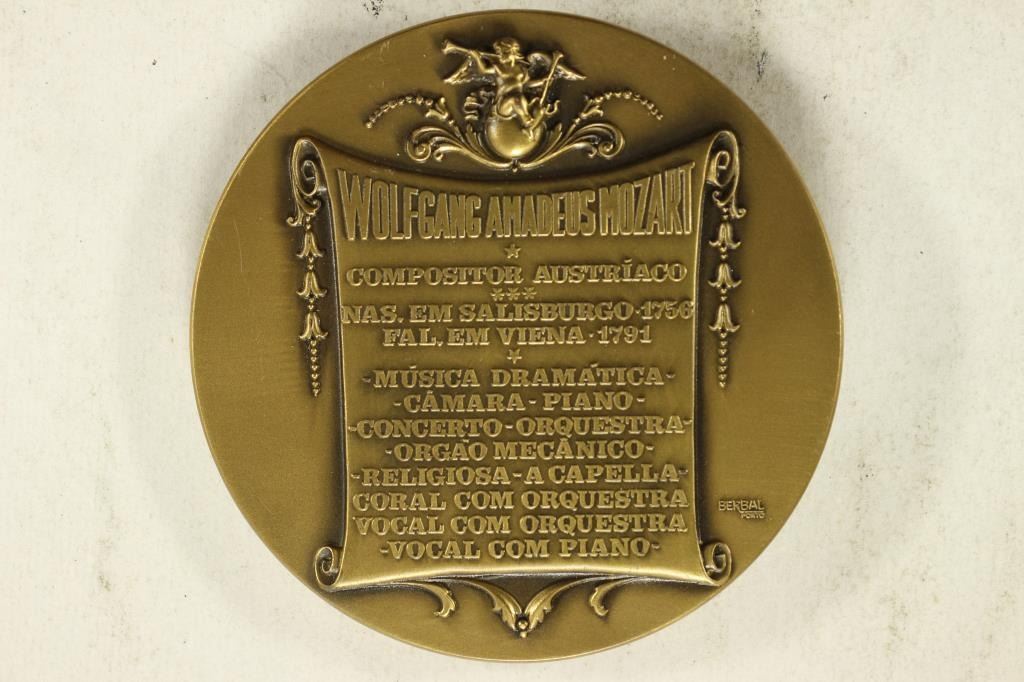 WOLFGANG AMADEUS MOZART
*
COMPOSITOR AUSTRÍACO
***
NAS. EM SALISBURGO·1756
FAL. EM VIENA·1791
*
-MÚSICA DRAMÁTICA-
-CÂMARA-PIANO-
-CONCERTO-ORQUESTRA-
-ORGÃO MECÂNICO-
-RELIGIOSA-A CAPELLA-
CORAL COM ORQUESTRA
VOCAL COM ORQUESTRA
-VOCAL COM PIANO-
BERBAL
PORTO